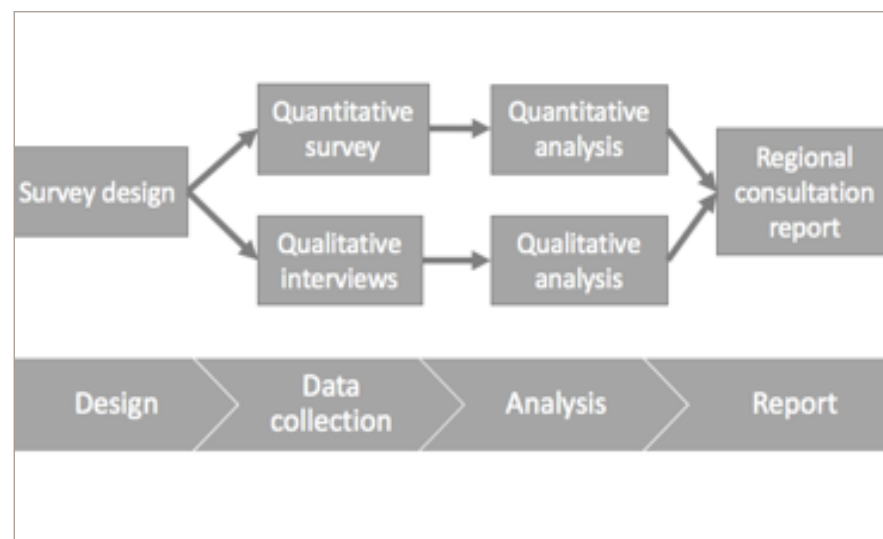 Quantitative
survey
Quantitative
analysis
Survey design
Regional
consultation
report
Qualitative
interviews
Qualitative
analysis
Design
Data
collection
Analysis
Report